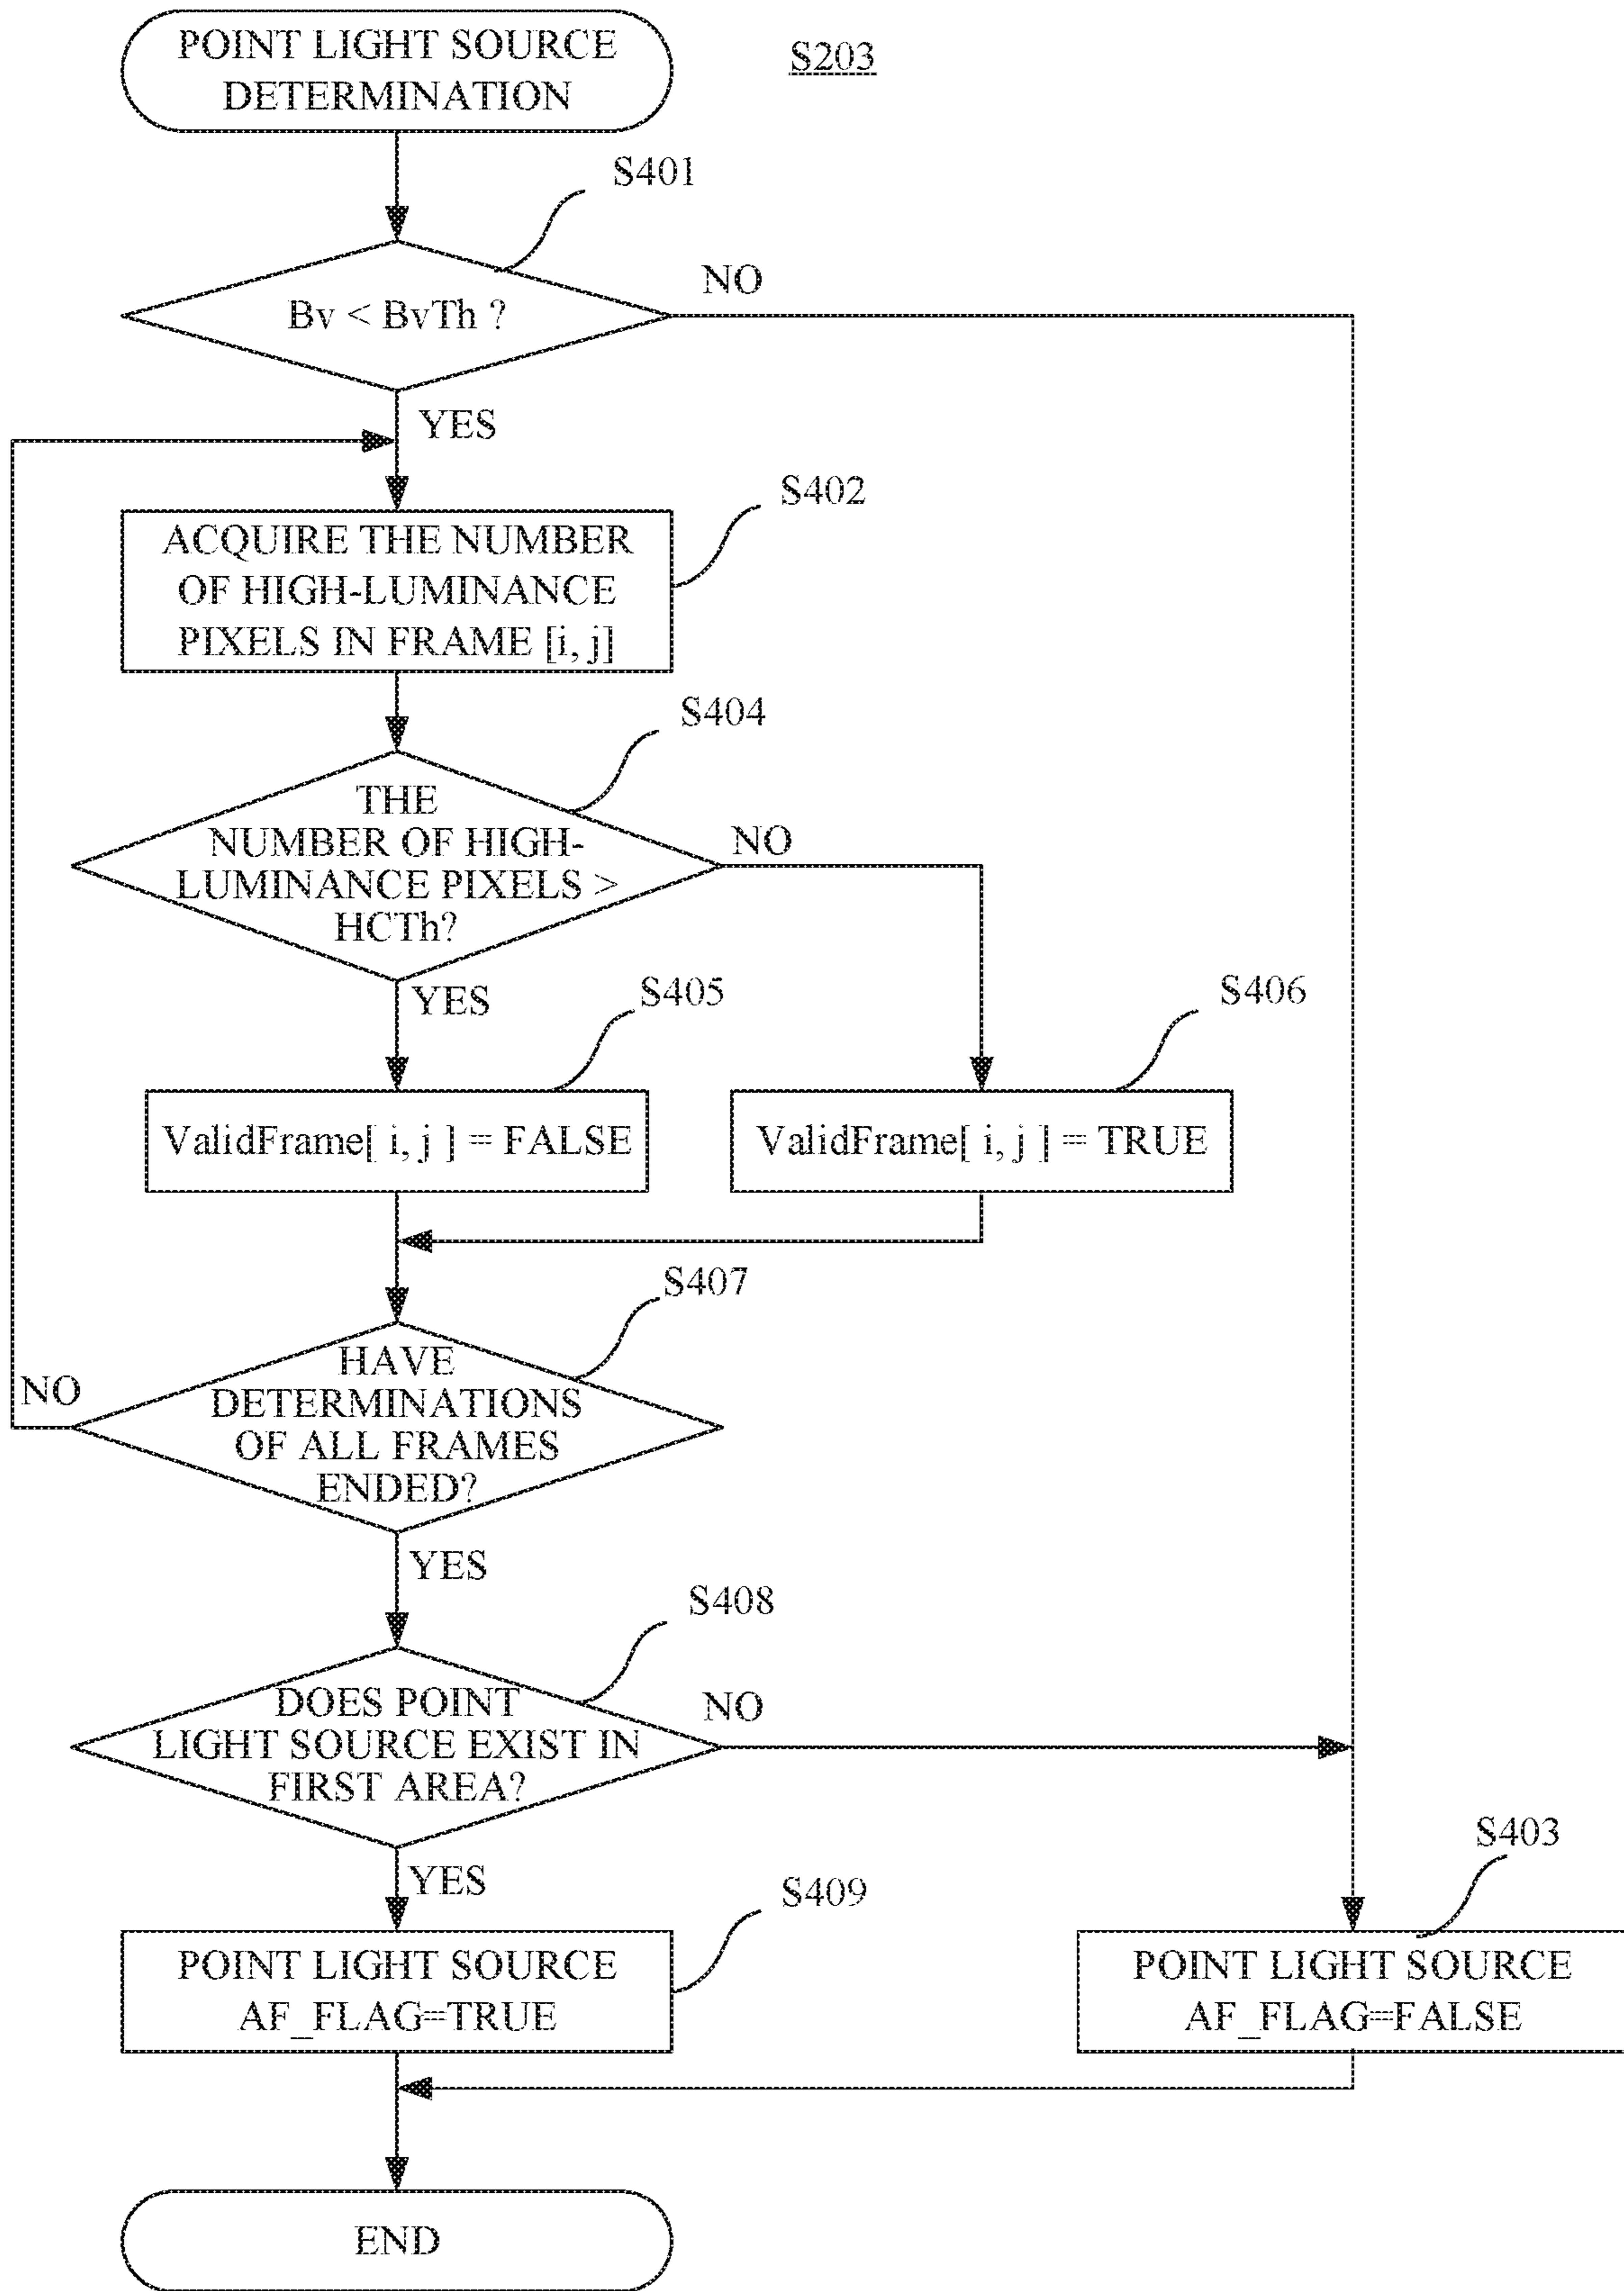 POINT LIGHT SOURCE
DETERMINATION
S203
S401
Bv < BvTh ?
NO
YES
S402
ACQUIRE THE NUMBER
OF HIGH-LUMINANCE
PIXELS IN FRAME [i, j]
S404
THE
NUMBER OF HIGH-
LUMINANCE PIXELS >
HCTh?
NO
YES
S405
S406
ValidFrame[ i, j ] = FALSE
ValidFrame[ i, j ] = TRUE
S407
HAVE
DETERMINATIONS
OF ALL FRAMES
ENDED?
NO
YES
S408
DOES POINT
LIGHT SOURCE EXIST IN
FIRST AREA?
NO
YES
S409
S403
POINT LIGHT SOURCE
AF_FLAG=TRUE
POINT LIGHT SOURCE
AF_FLAG=FALSE
END